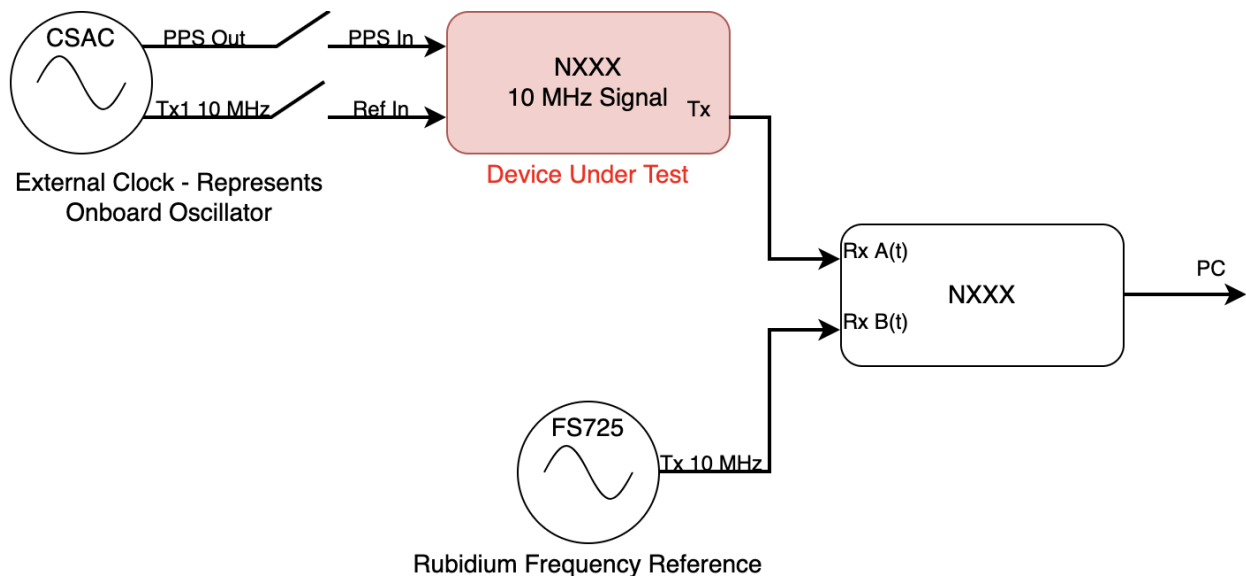 CSAC
PPS Out
PPS In
Tx1 10 MHz
Ref In
NXXX
10 MHz Signal
Tx
Device Under Test
External Clock - Represents
Onboard Oscillator
Rx A(t)
NXXX
PC
Rx B(t)
FS725
Tx 10 MHz
Rubidium Frequency Reference